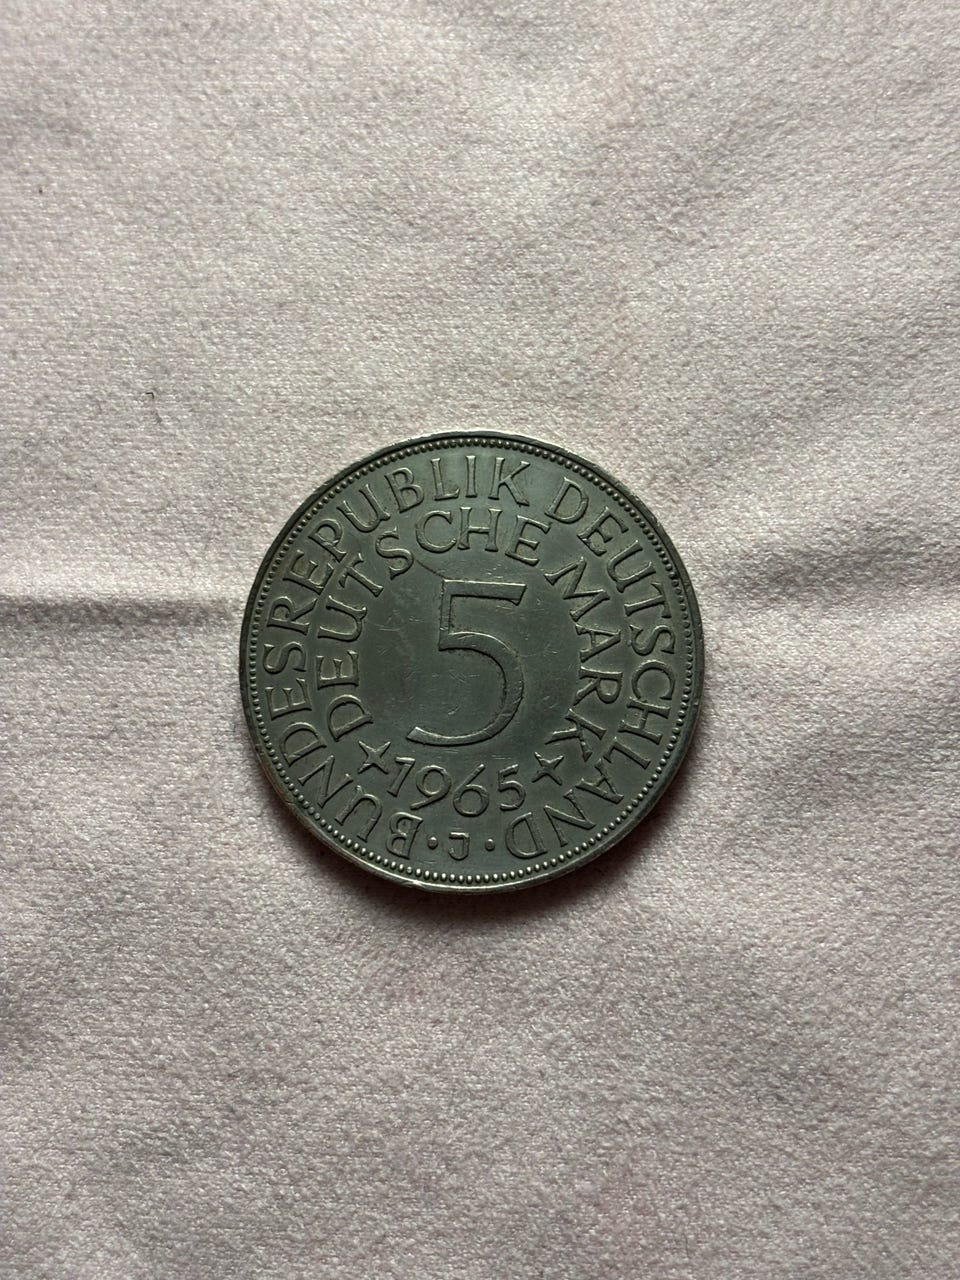 BUNDESREPUBLIK DEUTSCHLAND
DEUTSCHE MARK
5
1965
· J ·